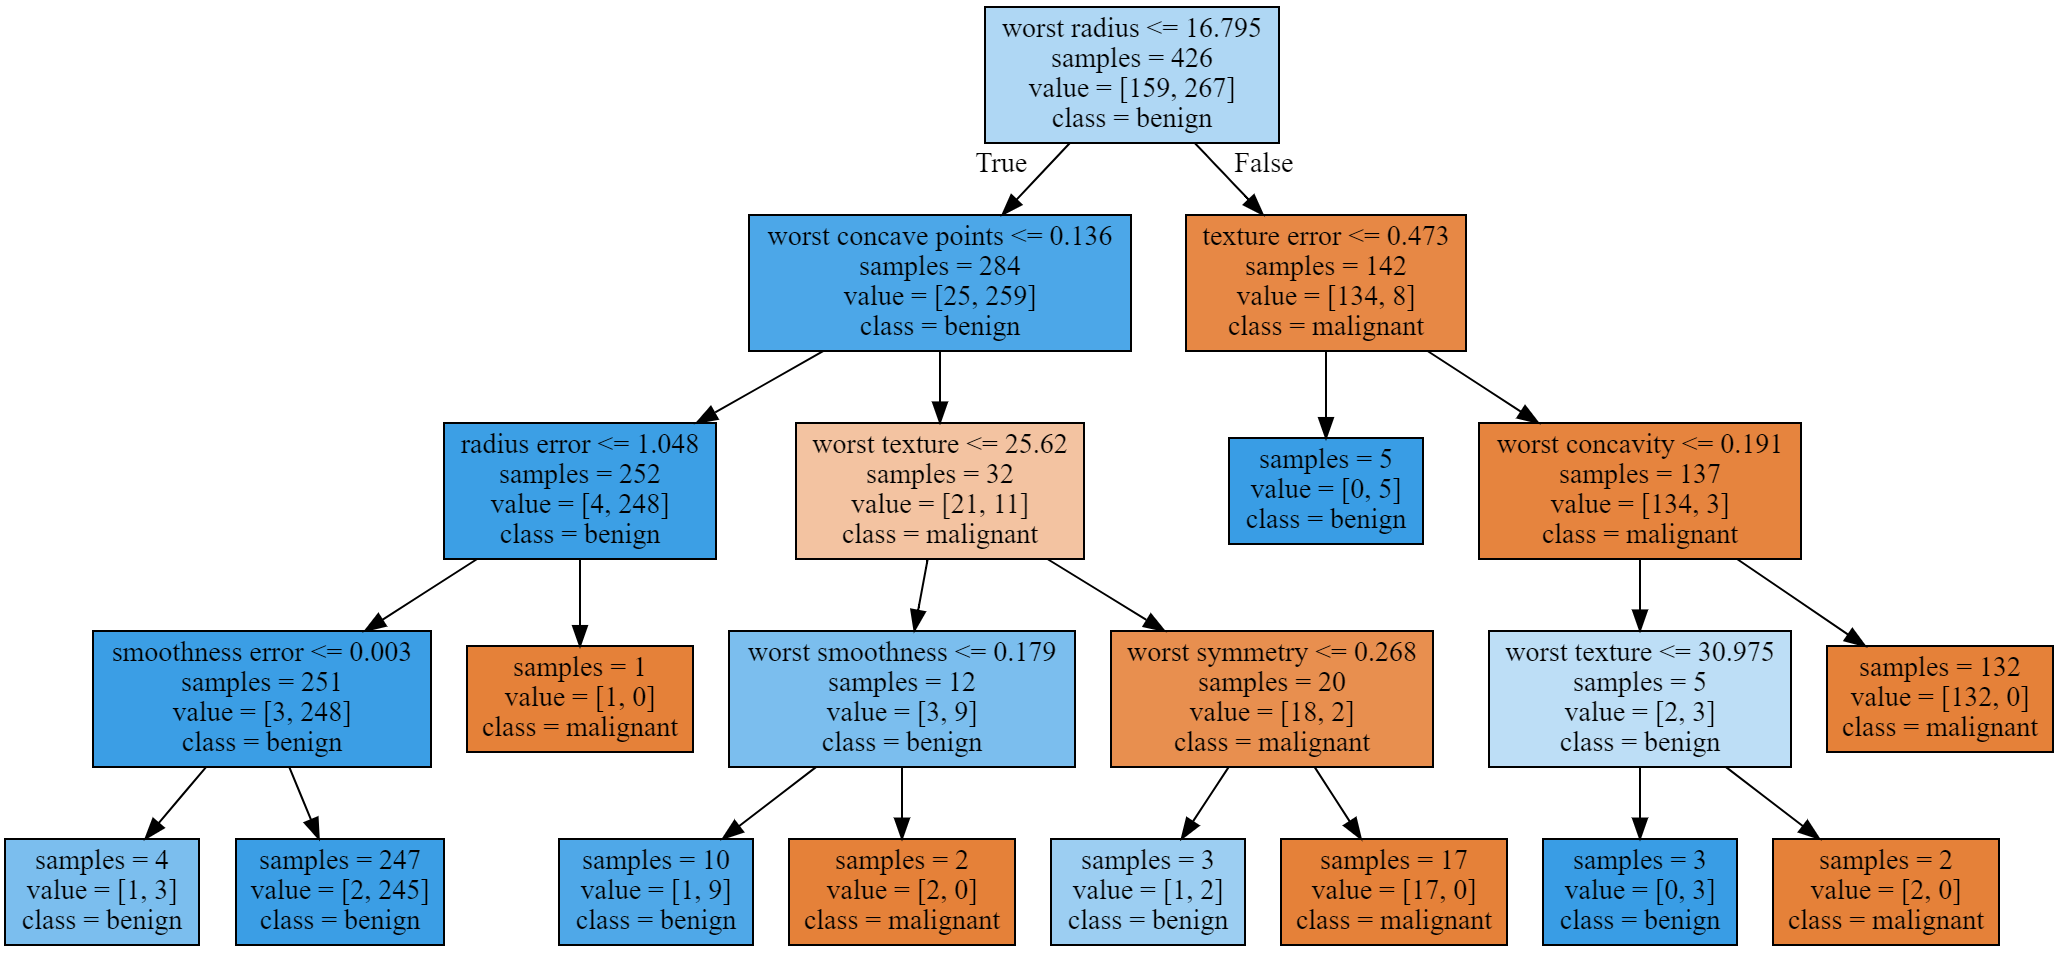 worst radius <= 16.795
samples = 426
value = [159, 267]
class = benign
True
False
worst concave points <= 0.136
samples = 284
value = [25, 259]
class = benign
texture error <= 0.473
samples = 142
value = [134, 8]
class = malignant
radius error <= 1.048
samples = 252
value = [4, 248]
class = benign
worst texture <= 25.62
samples = 32
value = [21, 11]
class = malignant
samples = 5
value = [0, 5]
class = benign
worst concavity <= 0.191
samples = 137
value = [134, 3]
class = malignant
smoothness error <= 0.003
samples = 251
value = [3, 248]
class = benign
samples = 1
value = [1, 0]
class = malignant
worst smoothness <= 0.179
samples = 12
value = [3, 9]
class = benign
worst symmetry <= 0.268
samples = 20
value = [18, 2]
class = malignant
worst texture <= 30.975
samples = 5
value = [2, 3]
class = benign
samples = 132
value = [132, 0]
class = malignant
samples = 4
value = [1, 3]
class = benign
samples = 247
value = [2, 245]
class = benign
samples = 10
value = [1, 9]
class = benign
samples = 2
value = [2, 0]
class = malignant
samples = 3
value = [1, 2]
class = benign
samples = 17
value = [17, 0]
class = malignant
samples = 3
value = [0, 3]
class = benign
samples = 2
value = [2, 0]
class = malignant